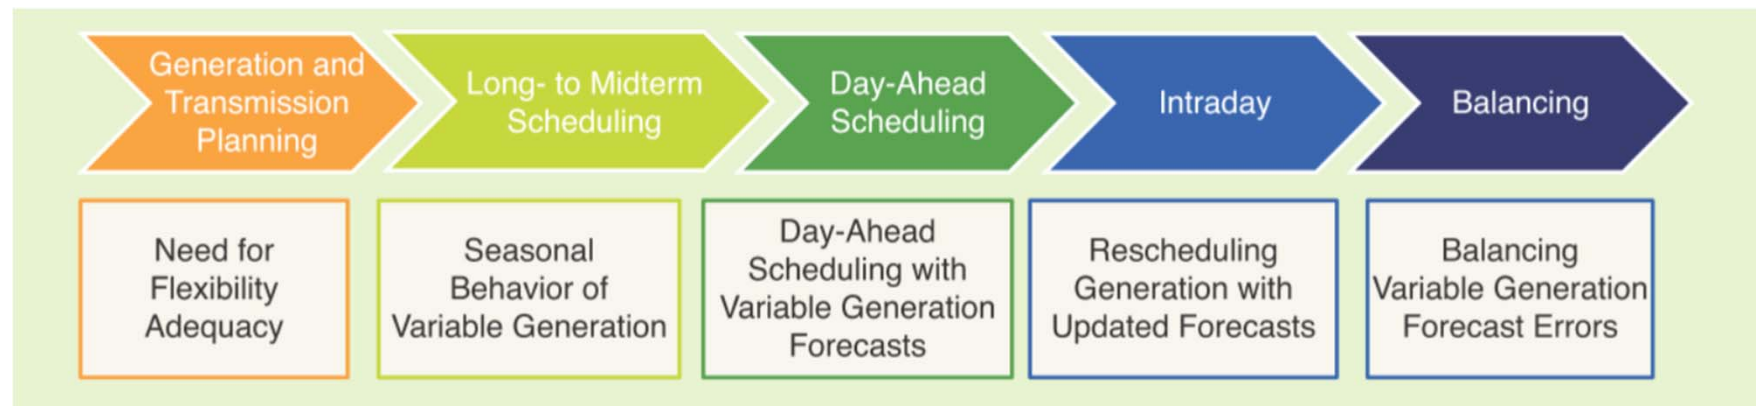 Generation and
Transmission
Planning
Long- to Midterm
Scheduling
Day-Ahead
Scheduling
Intraday
Balancing
Need for
Flexibility
Adequacy
Seasonal
Behavior of
Variable Generation
Day-Ahead
Scheduling with
Variable Generation
Forecasts
Rescheduling
Generation with
Updated Forecasts
Balancing
Variable Generation
Forecast Errors